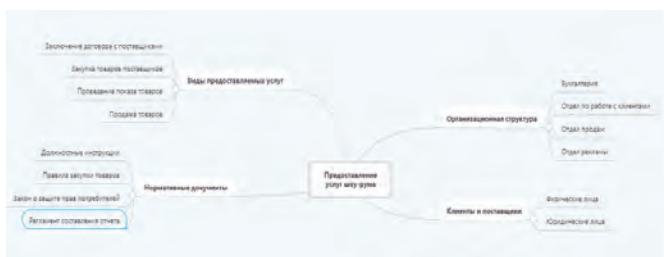 Заключение договора с поставщиками
Закупка товаров поставщиков
Проведение показа товаров
Продажа товаров
Виды предоставляемых услуг
Должностные инструкции
Правила закупки товаров
Закон о защите прав потребителей?
Регламент составления отчета
Нормативные документы
Предоставление
услуг шоу-рума
Организационная структура
Бухгалтерия
Отдел по работе с клиентами
Отдел продаж
Отдел рекламы
Клиенты и поставщики
Физические лица
Юридические лица